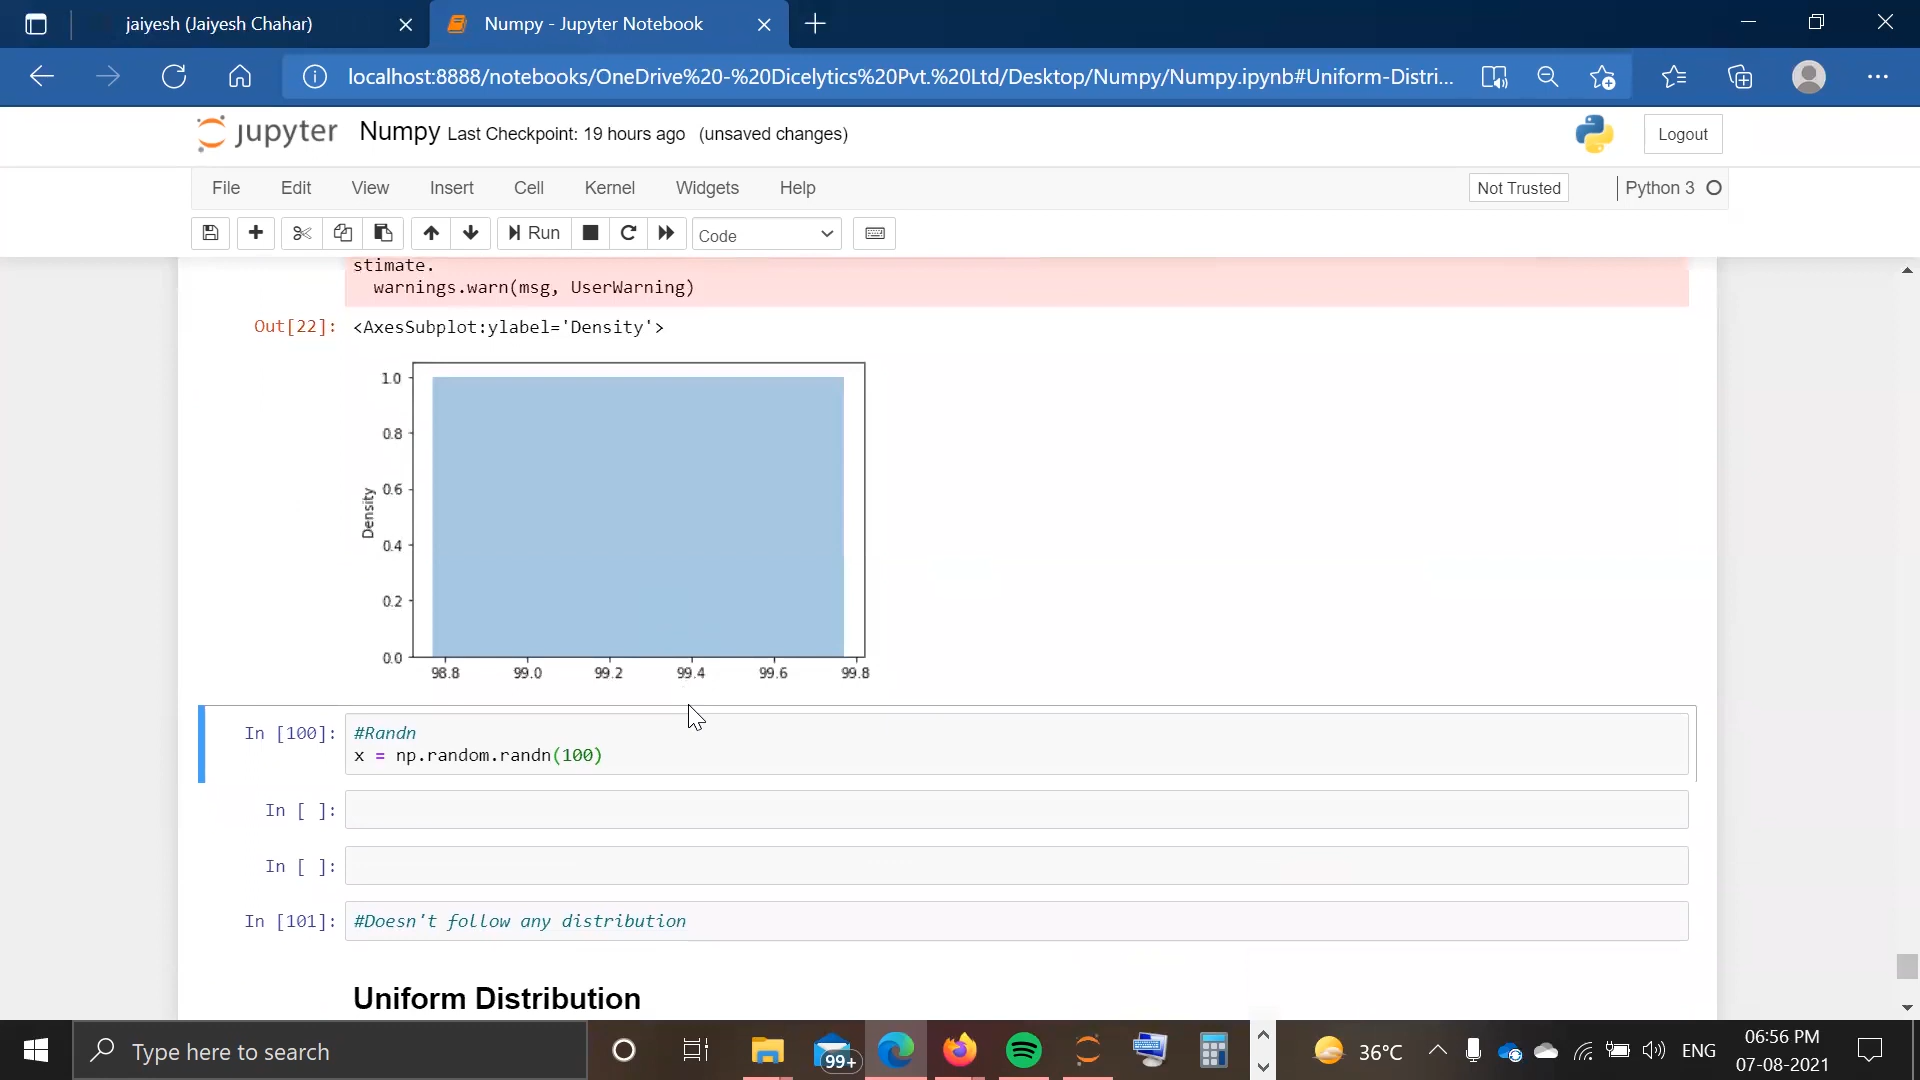 jaiyesh (Jaiyesh Chahar)
Numpy - Jupyter Notebook
localhost:8888/notebooks/OneDrive%20-%20Dicelytics%20Pvt.%20Ltd/Desktop/Numpy/Numpy.ipynb#Uniform-Distri...
jupyter Numpy Last Checkpoint: 19 hours ago (unsaved changes)
Logout
File Edit View Insert Cell Kernel Widgets Help
Not Trusted
Python 3
Run
Code
stimate.
warnings.warn(msg, UserWarning)
Out[22]: <AxesSubplot:ylabel='Density'>
1.0
0.8
0.6
0.4
0.2
0.0
Density
98.8 99.0 99.2 99.4 99.6 99.8
In [100]: #Randn
x = np.random.randn(100)
In [ ]:
In [ ]:
In [101]: #Doesn't follow any distribution
Uniform Distribution
Type here to search
99+
36°C
ENG
06:56 PM
07-08-2021